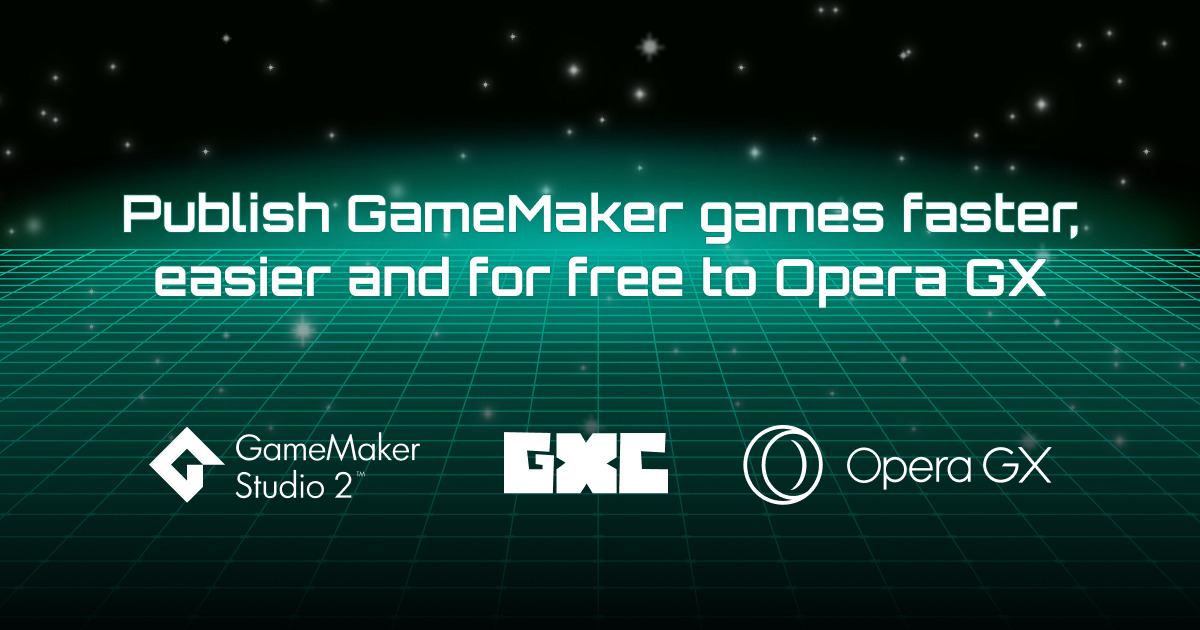 Publish GameMaker games faster,
easier and for free to Opera GX
GameMaker
Studio 2™
GXC
Opera GX